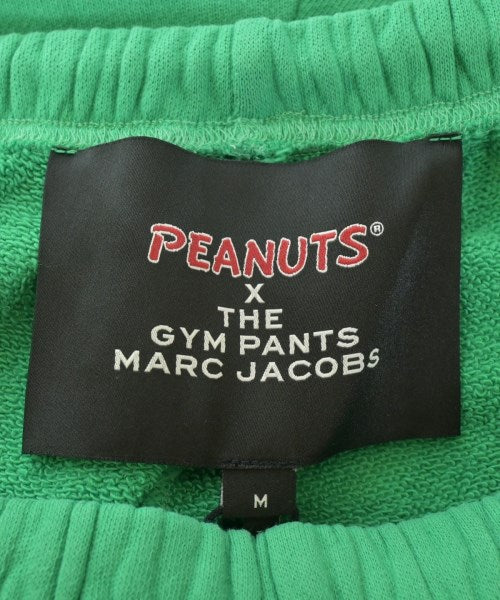 PEANUTS®
X
THE
GYM PANTS
MARC JACOBS
M